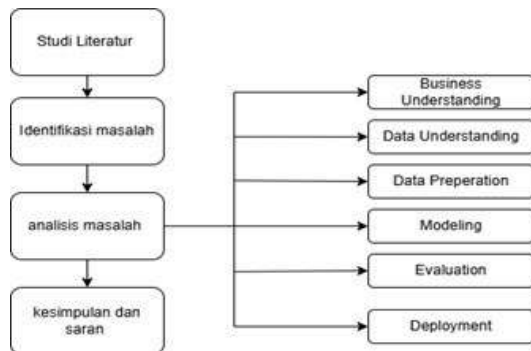 Studi Literatur
Identifikasi masalah
analisis masalah
kesimpulan dan
saran
Business
Understanding
Data Understanding
Data Preperation
Modeling
Evaluation
Deployment